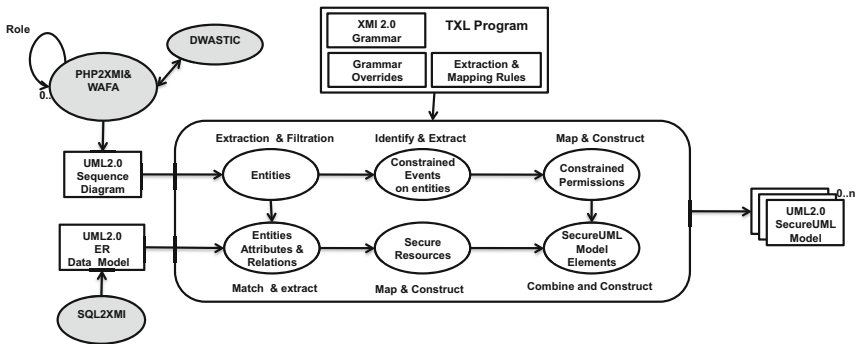 Role
DWASTIC
PHP2XMI&
WAFA
0..
XMI 2.0
Grammar
TXL Program
Grammar
Overrides
Extraction &
Mapping Rules
Extraction & Filtration
Identify & Extract
Map & Construct
UML2.0
Sequence
Diagram
Entities
Constrained
Events
on entities
Constrained
Permissions
0..n
UML2.0
SecureUML
Model
UML2.0
ER
Data Model
Entities
Attributes &
Relations
Secure
Resources
SecureUML
Model
Elements
Match & extract
Map & Construct
Combine and Construct
SQL2XMI